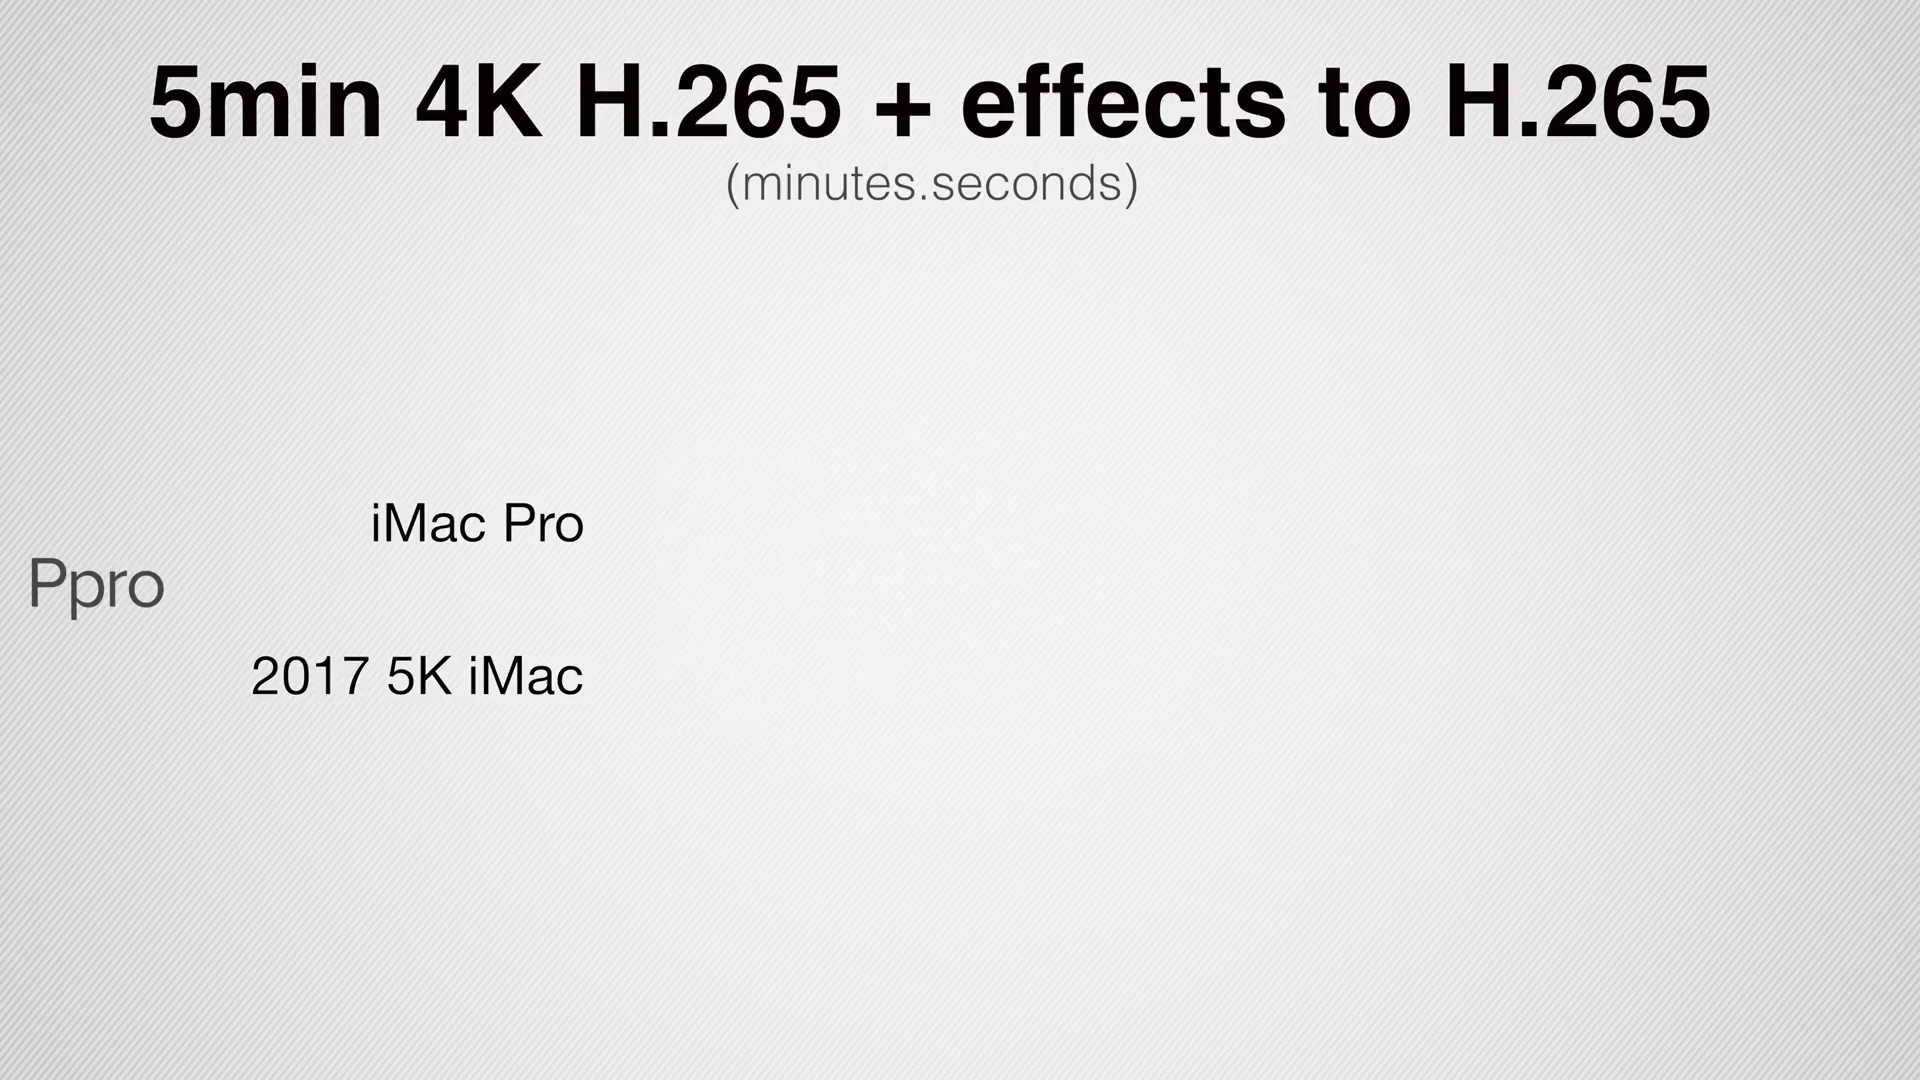 5min 4K H.265 + effects to H.265
(minutes.seconds)
iMac Pro
Ppro
2017 5K iMac